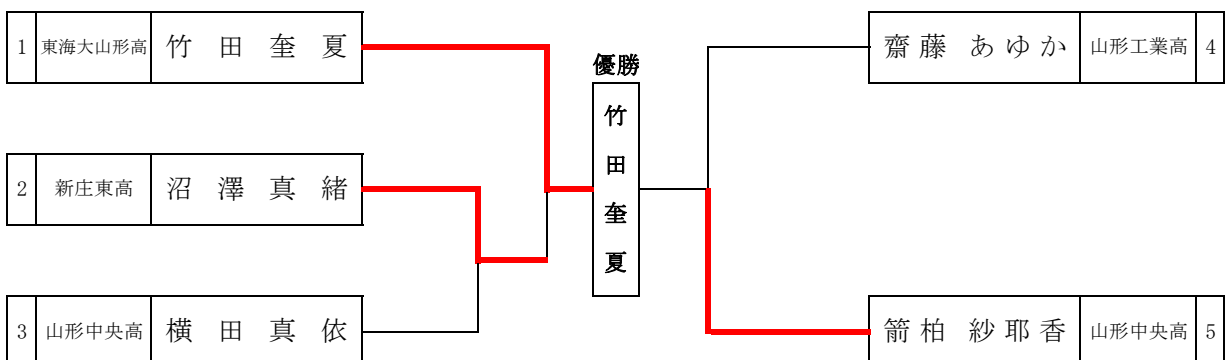 1 東海大山形高 竹田奎夏
2 新庄東高 沼澤真緒
3 山形中央高 横田真依
優勝
竹田奎夏
齋藤あゆか 山形工業高 4
箭柏紗耶香 山形中央高 5